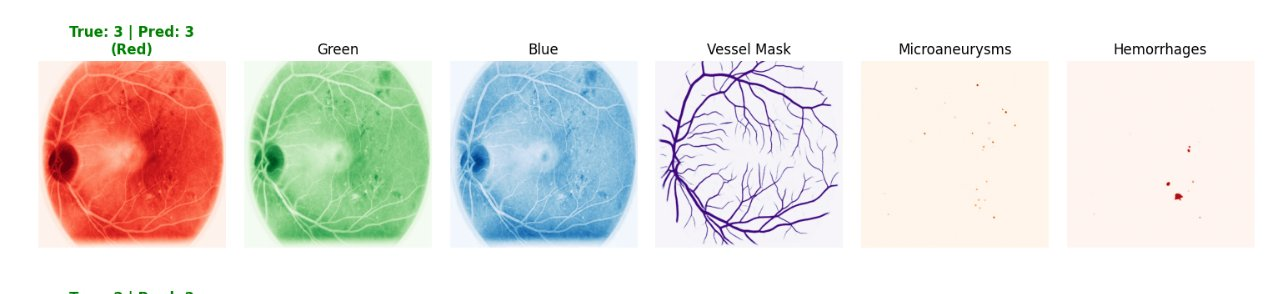 True: 3 | Pred: 3
(Red)
Green
Blue
Vessel Mask
Microaneurysms
Hemorrhages